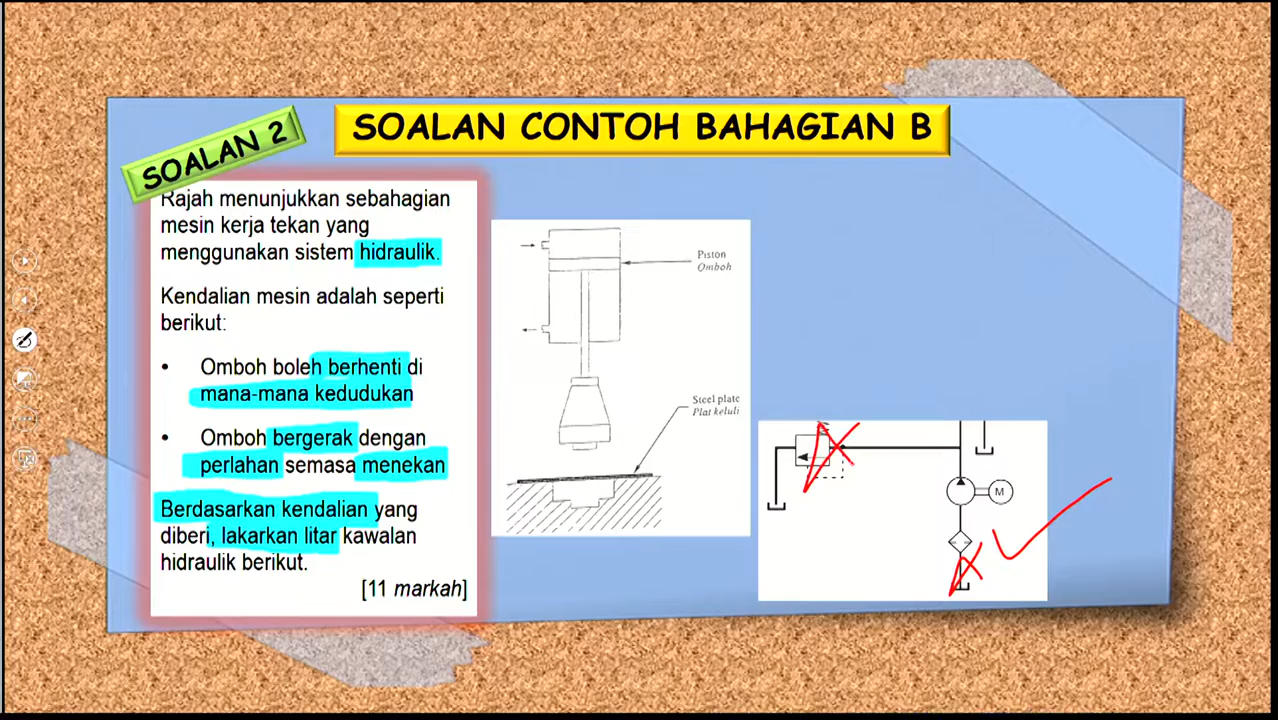 SOALAN CONTOH BAHAGIAN B
SOALAN 2
Rajah menunjukkan sebahagian
mesin kerja tekan yang
menggunakan sistem hidraulik.
Kendalian mesin adalah seperti
berikut:
• Omboh boleh berhenti di
mana-mana kedudukan
• Omboh bergerak dengan
perlahan semasa menekan
Berdasarkan kendalian yang
diberi, lakarkan litar kawalan
hidraulik berikut.
[11 markah]
Piston
Omboh
Steel plate
Plat keluli
M